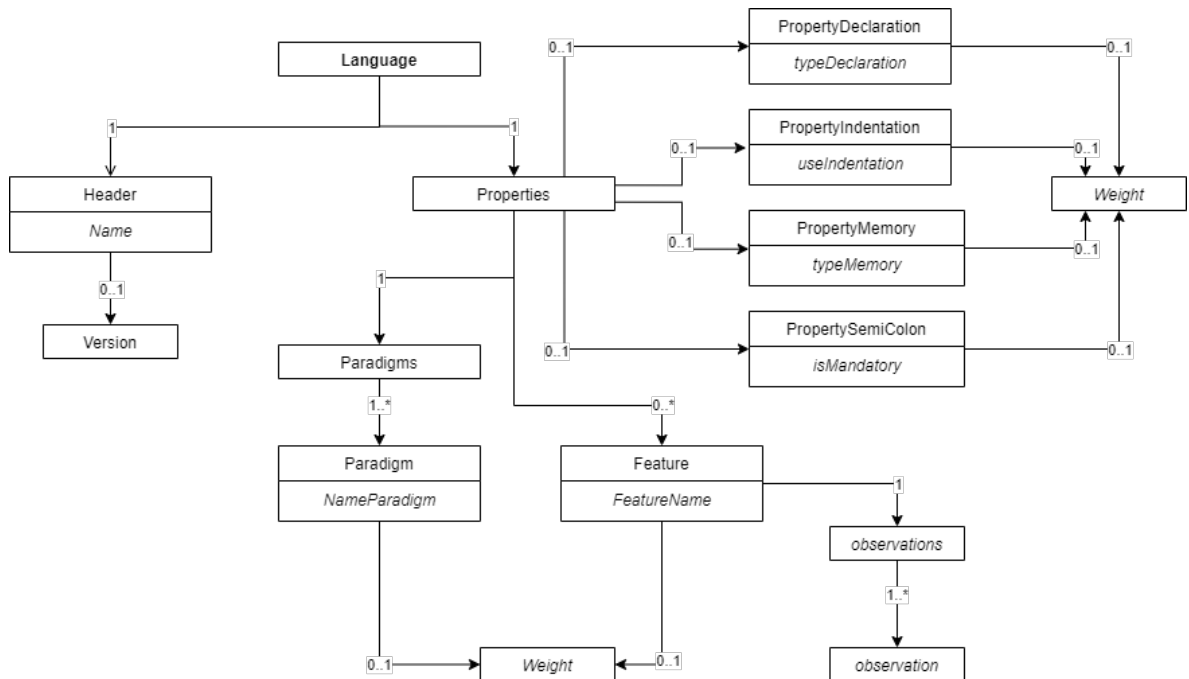 PropertyDeclaration
0..1
0..1
typeDeclaration
Language
1
1
PropertyIndentation
0..1
0..1
useIndentation
Header
Properties
Weight
Name
PropertyMemory
0..1
0..1
typeMemory
0..1
1
Version
PropertySemiColon
0..1
0..1
isMandatory
Paradigms
1..*
0..*
Paradigm
Feature
NameParadigm
FeatureName
1
observations
1..*
0..1
Weight
0..1
observation